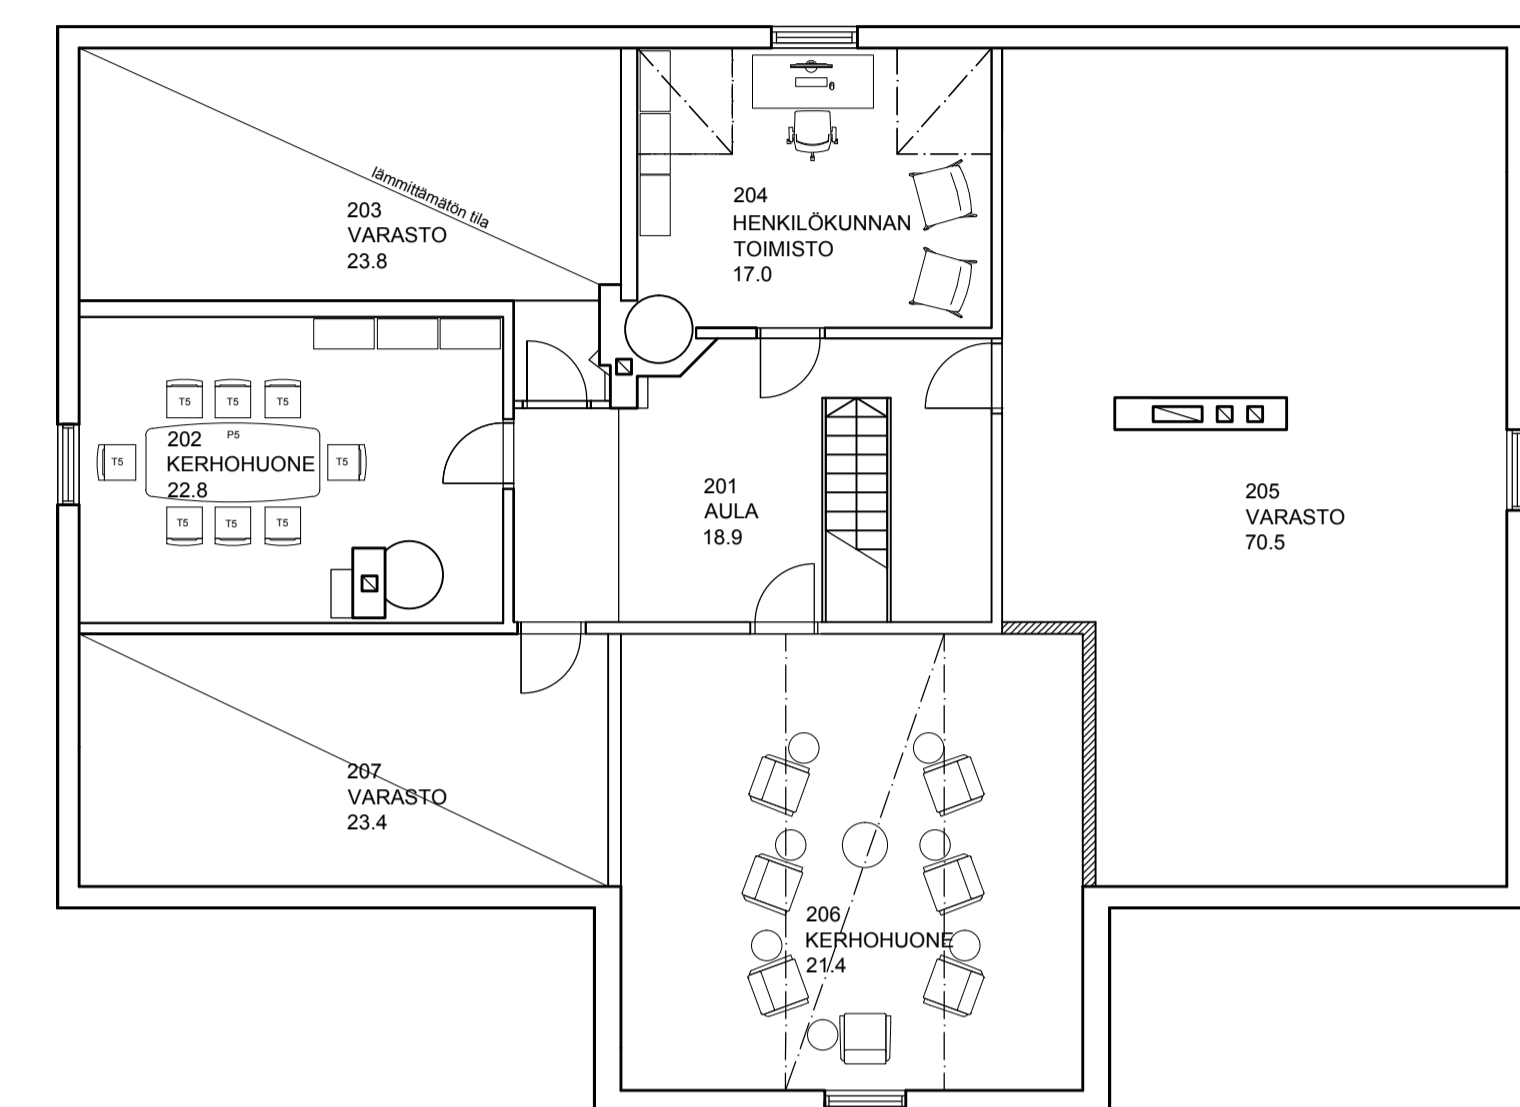 lämmittämätön tila
203
VARASTO
23.8
204
HENKILÖKUNNAN
TOIMISTO
17.0
T5
T5
T5
P5
T5
T5
202
KERHOHUONE
22.8
T5
T5
T5
201
AULA
18.9
205
VARASTO
70.5
207
VARASTO
23.4
206
KERHOHUONE
21.4